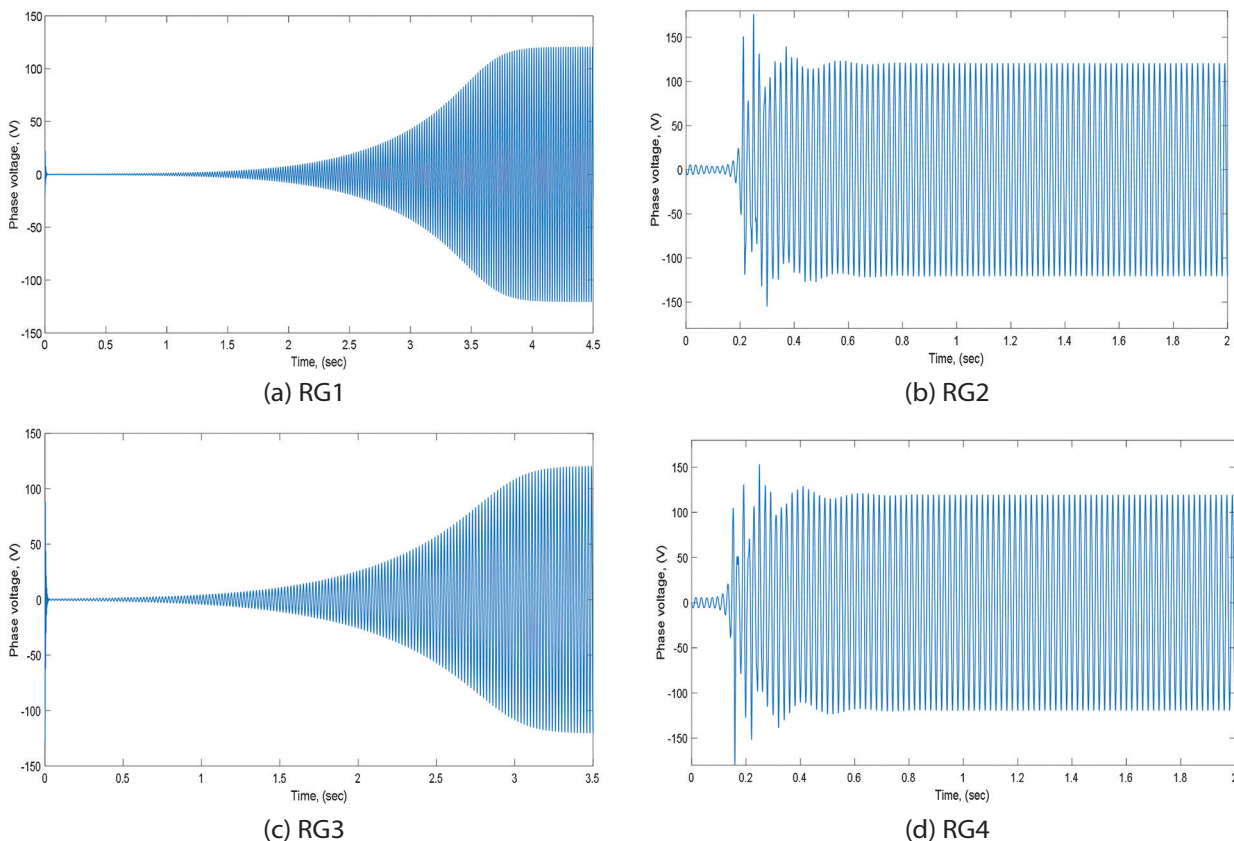 150
100
50
0
-50
-100
-150
Phase voltage, (V)
0 0.5 1 1.5 2 2.5 3 3.5 4 4.5
Time, (sec)
(a) RG1
150
100
50
0
-50
-100
-150
Phase voltage, (V)
0 0.2 0.4 0.6 0.8 1 1.2 1.4 1.6 1.8 2
Time, (sec)
(b) RG2
150
100
50
0
-50
-100
-150
Phase voltage, (V)
0 0.5 1 1.5 2 2.5 3 3.5
Time, (sec)
(c) RG3
150
100
50
0
-50
-100
-150
Phase voltage, (V)
0 0.2 0.4 0.6 0.8 1 1.2 1.4 1.6 1.8 2
Time, (sec)
(d) RG4